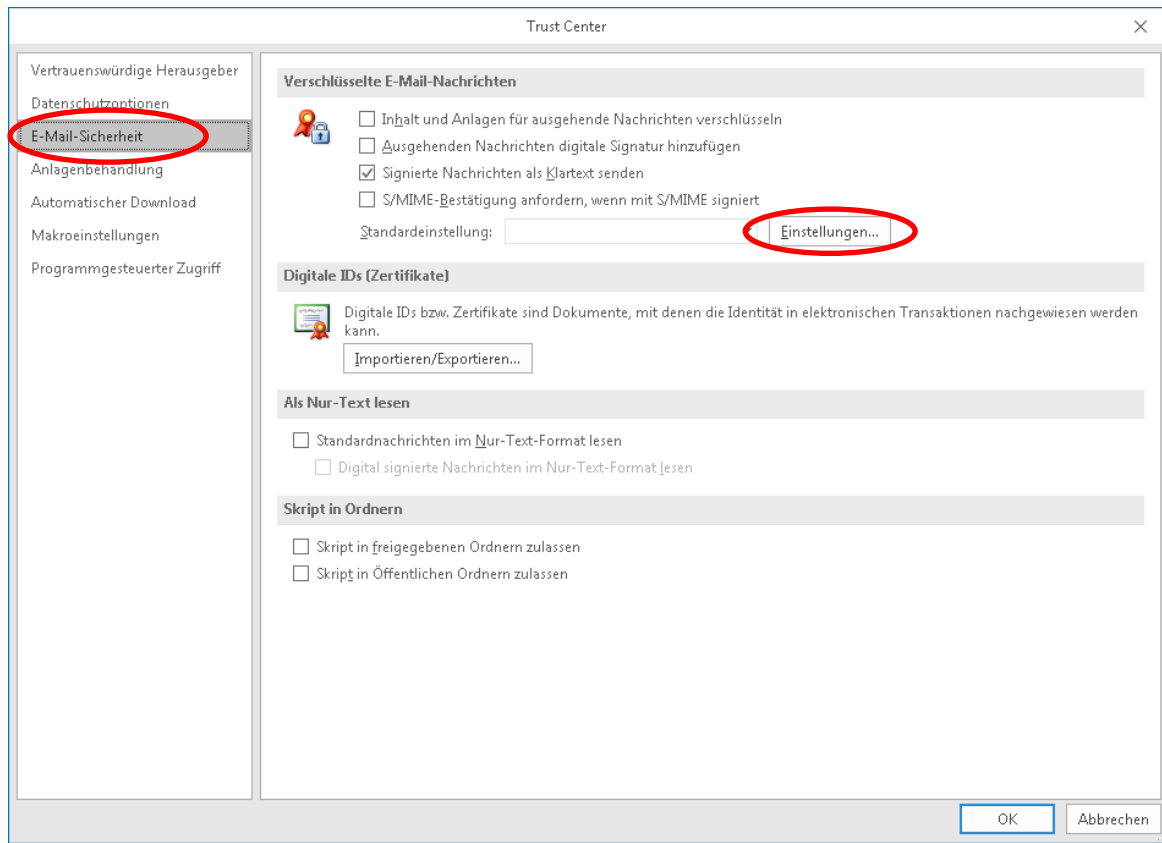 Trust Center
Vertrauenswürdige Herausgeber
Datenschutzoptionen
E-Mail-Sicherheit
Anlagenbehandlung
Automatischer Download
Makroeinstellungen
Programmgesteuerter Zugriff
Verschlüsselte E-Mail-Nachrichten
Inhalt und Anlagen für ausgehende Nachrichten verschlüsseln
Ausgehenden Nachrichten digitale Signatur hinzufügen
Signierte Nachrichten als Klartext senden
S/MIME-Bestätigung anfordern, wenn mit S/MIME signiert
Standardeinstellung:
Einstellungen...
Digitale IDs (Zertifikate)
Digitale IDs bzw. Zertifikate sind Dokumente, mit denen die Identität in elektronischen Transaktionen nachgewiesen werden
kann.
Importieren/Exportieren...
Als Nur-Text lesen
Standardnachrichten im Nur-Text-Format lesen
Digital signierte Nachrichten im Nur-Text-Format lesen
Skript in Ordnern
Skript in freigegebenen Ordnern zulassen
Skript in Öffentlichen Ordnern zulassen
OK
Abbrechen